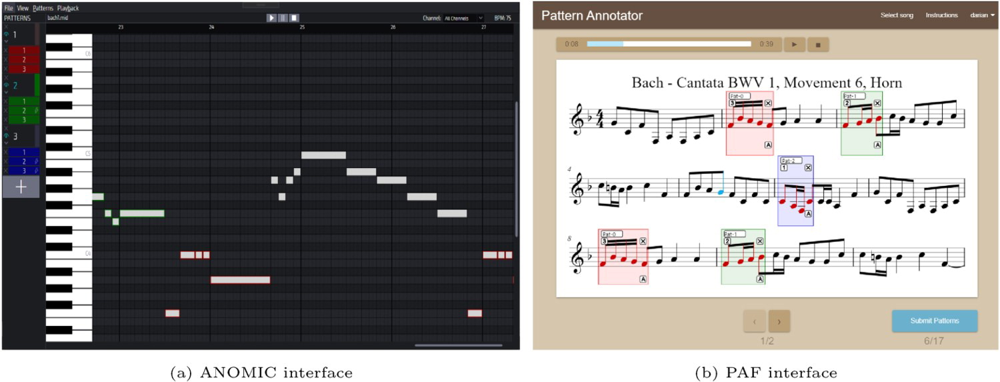 File View Patterns Playback
PATTERNS bach1.mid Channel: All Channels BPM: 75
23 24 25 26 27
1
1
2
3
2
1
2
3
3
1
2
3
+
C6
C5
C4
(a) ANOMIC interface
Pattern Annotator Select song Instructions darian
0:08 0:39
Bach - Cantata BWV 1, Movement 6, Horn
Pat-0 Pat-1
3 X 2 X
A A
4
Pat-2
1 X
A
8
Pat-0 Pat-1
3 X 2 X
A A
‹ › Submit Patterns
1/2 6/17
(b) PAF interface